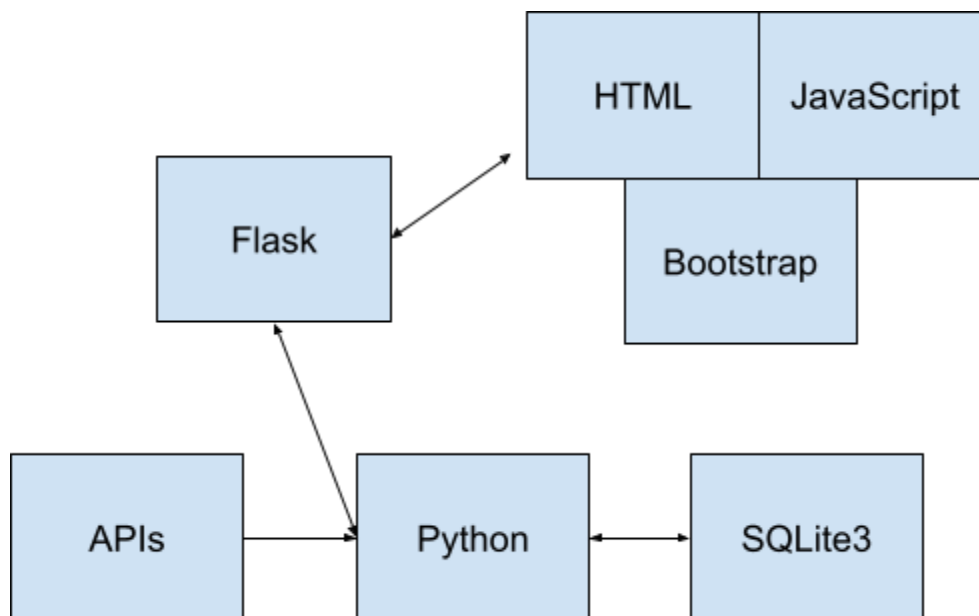 HTML
JavaScript
Flask
Bootstrap
APIs
Python
SQLite3